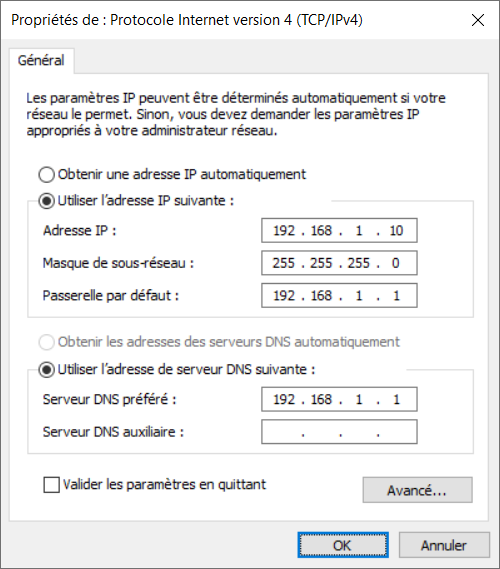 Propriétés de : Protocole Internet version 4 (TCP/IPv4)
Général
Les paramètres IP peuvent être déterminés automatiquement si votre
réseau le permet. Sinon, vous devez demander les paramètres IP
appropriés à votre administrateur réseau.
Obtenir une adresse IP automatiquement
Utiliser l'adresse IP suivante :
Adresse IP : 192 . 168 . 1 . 10
Masque de sous-réseau : 255 . 255 . 255 . 0
Passerelle par défaut : 192 . 168 . 1 . 1
Obtenir les adresses des serveurs DNS automatiquement
Utiliser l'adresse de serveur DNS suivante :
Serveur DNS préféré : 192 . 168 . 1 . 1
Serveur DNS auxiliaire : . . .
Valider les paramètres en quittant
Avancé...
OK Annuler